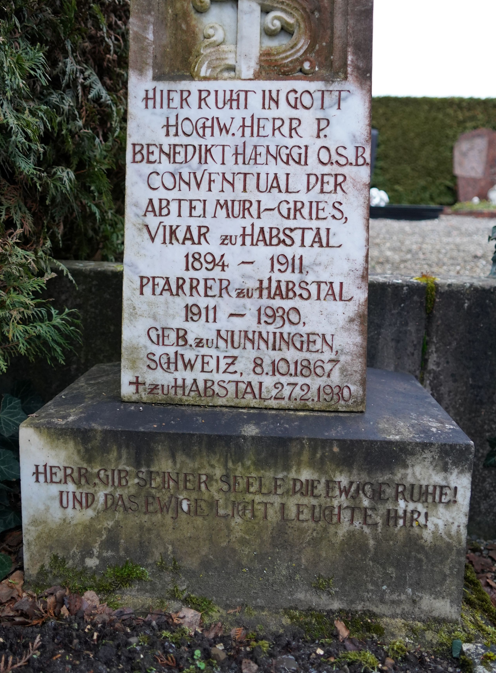 HIER RUHT IN GOTT
HOCHW. HERR P.
BENEDIKT HÆNGGI O.S.B.
CONVENTUAL DER
ABTEI MURI-GRIES,
VIKAR zu HABSTAL
1894 - 1911,
PFARRER zu HABSTAL
1911 - 1930,
GEB. zu NUNNINGEN,
SCHWEIZ, 8.10.1867
+ zu HABSTAL 27.2.1930
HERR, GIB SEINER SEELE DIE EWIGE RUHE!
UND DAS EWIGE LICHT LEUCHTE IHR!